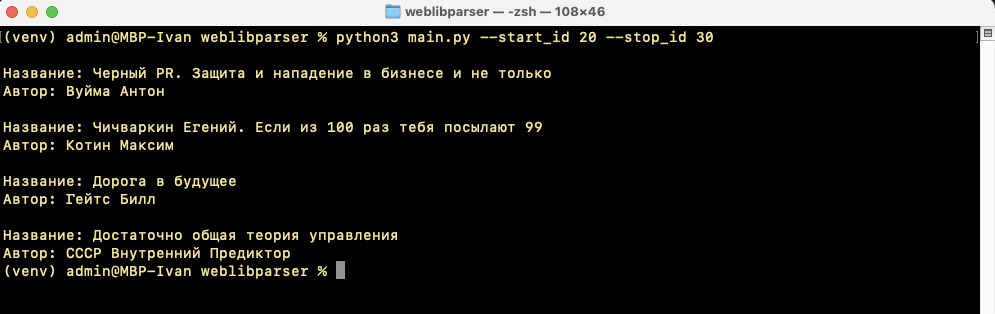 weblibparser — -zsh — 108×46
(venv) admin@MBP-Ivan weblibparser % python3 main.py --start_id 20 --stop_id 30
Название: Черный PR. Защита и нападение в бизнесе и не только
Автор: Вуйма Антон
Название: Чичваркин Егений. Если из 100 раз тебя посылают 99
Автор: Котин Максим
Название: Дорога в будущее
Автор: Гейтс Билл
Название: Достаточно общая теория управления
Автор: СССР Внутренний Предиктор
(venv) admin@MBP-Ivan weblibparser %